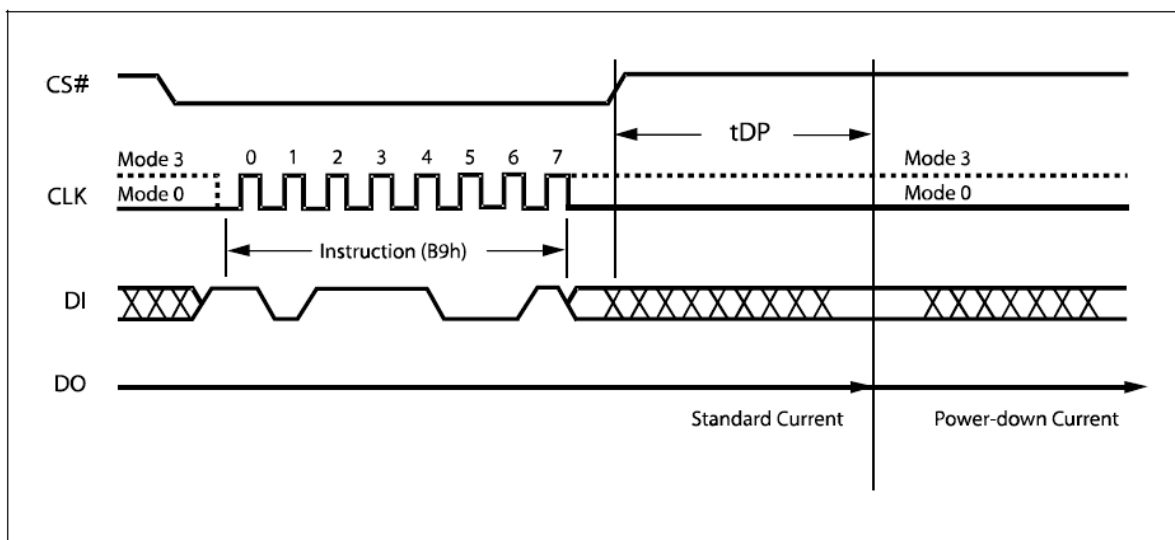 CS#
tDP
Mode 3 0 1 2 3 4 5 6 7 Mode 3
CLK Mode 0 Mode 0
Instruction (B9h)
DI
DO
Standard Current Power-down Current